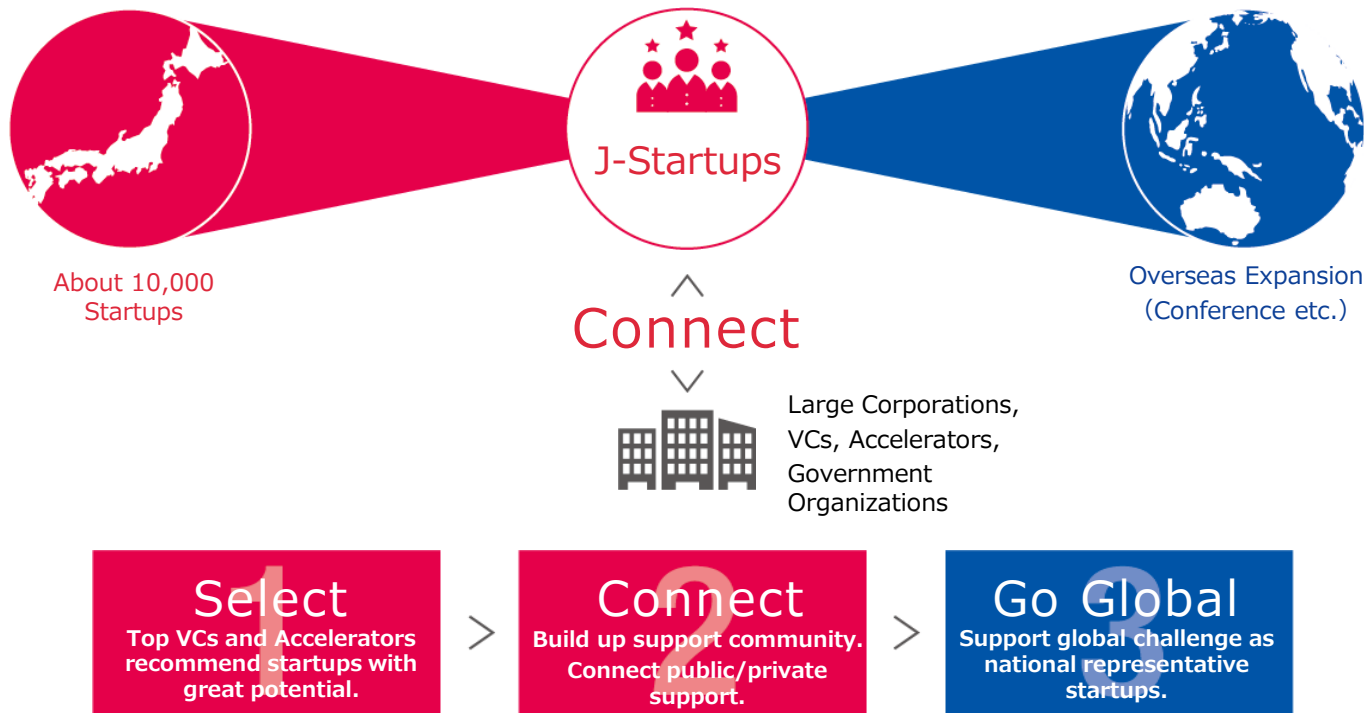 J-Startups
About 10,000
Startups
Overseas Expansion
（Conference etc.）
Connect
Large Corporations,
VCs, Accelerators,
Government
Organizations
1
Select
Top VCs and Accelerators
recommend startups with
great potential.
>
2
Connect
Build up support community.
Connect public/private
support.
>
3
Go Global
Support global challenge as
national representative
startups.